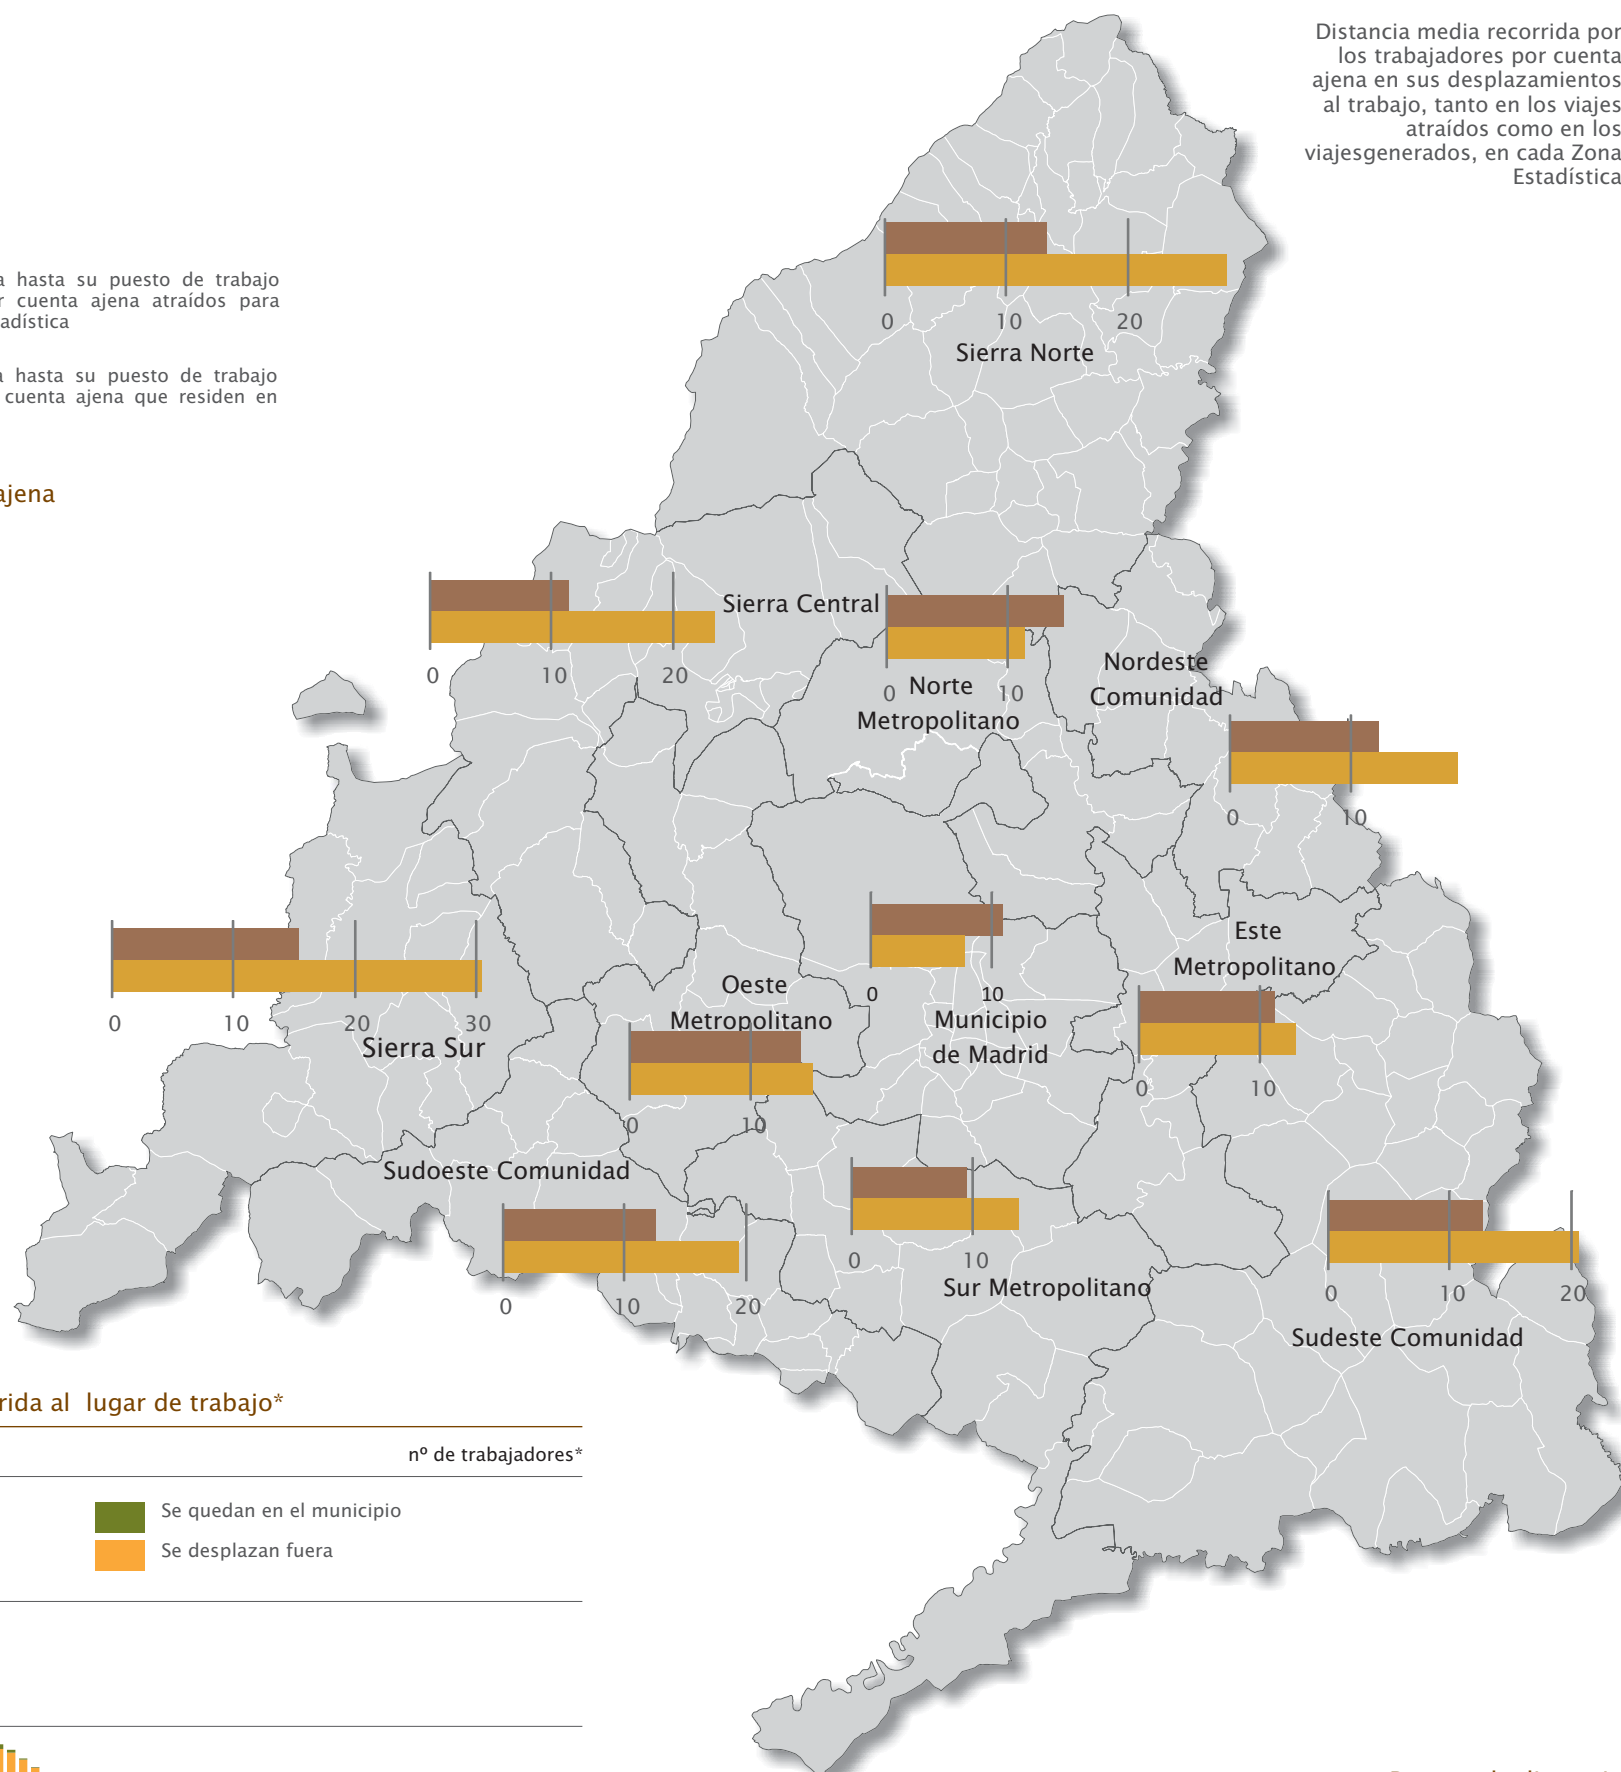 Distancia media recorrida por
los trabajadores por cuenta
ajena en sus desplazamientos
al trabajo, tanto en los viajes
atraídos como en los
viajesgenerados, en cada Zona
Estadística
hasta su puesto de trabajo
cuenta ajena atraídos para
hasta su puesto de trabajo
cuenta ajena que residen en
ajena
0 10 20
Sierra Norte
Sierra Central
0 10 20
0 10
Norte
Metropolitano
Nordeste
Comunidad
0 10
0 10 20 30
Sierra Sur
Oeste
Metropolitano
0 10
0 10
Municipio
de Madrid
Este
Metropolitano
0 10
Sudoeste Comunidad
0 10 20
0 10
Sur Metropolitano
0 10 20
Sudeste Comunidad
al lugar de trabajo*
nº de trabajadores*
Se quedan en el municipio
Se desplazan fuera